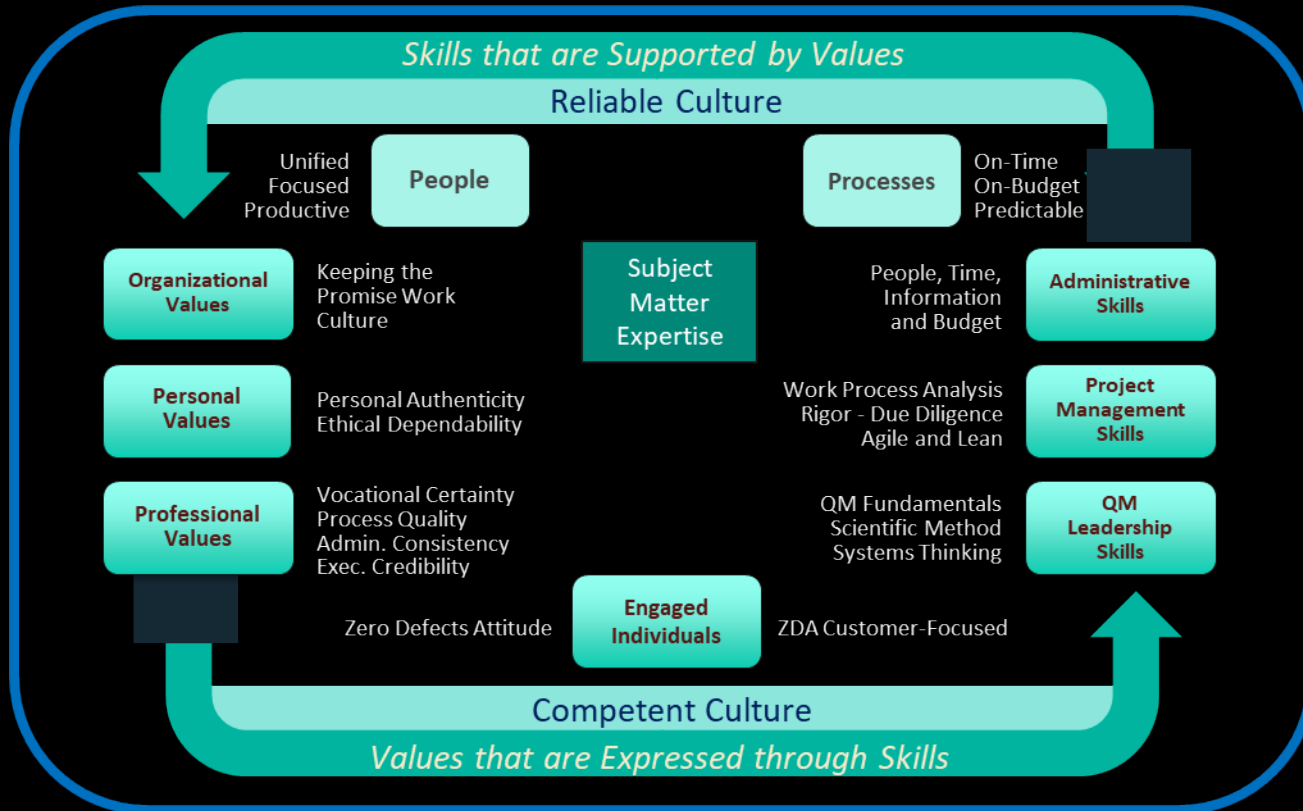 Skills that are Supported by Values
Reliable Culture
Unified
Focused
Productive
People
Processes
On-Time
On-Budget
Predictable
Organizational
Values
Keeping the
Promise Work
Culture
Subject
Matter
Expertise
People, Time,
Information
and Budget
Administrative
Skills
Personal
Values
Personal Authenticity
Ethical Dependability
Work Process Analysis
Rigor - Due Diligence
Agile and Lean
Project
Management
Skills
Professional
Values
Vocational Certainty
Process Quality
Admin. Consistency
Exec. Credibility
QM Fundamentals
Scientific Method
Systems Thinking
QM
Leadership
Skills
Zero Defects Attitude
Engaged
Individuals
ZDA Customer-Focused
Competent Culture
Values that are Expressed through Skills